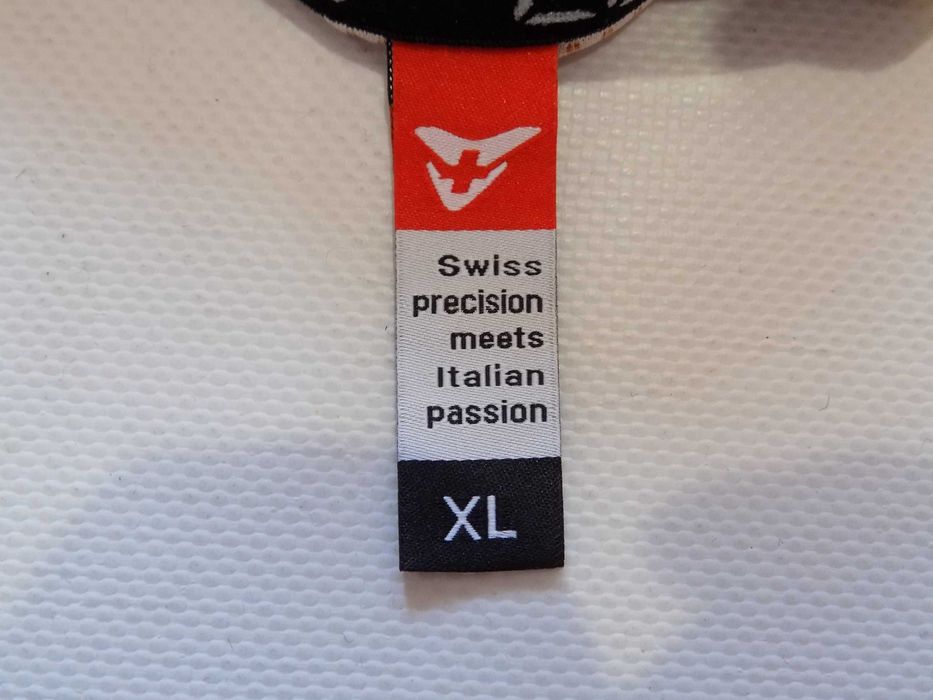 Swiss
precision
meets
Italian
passion
XL